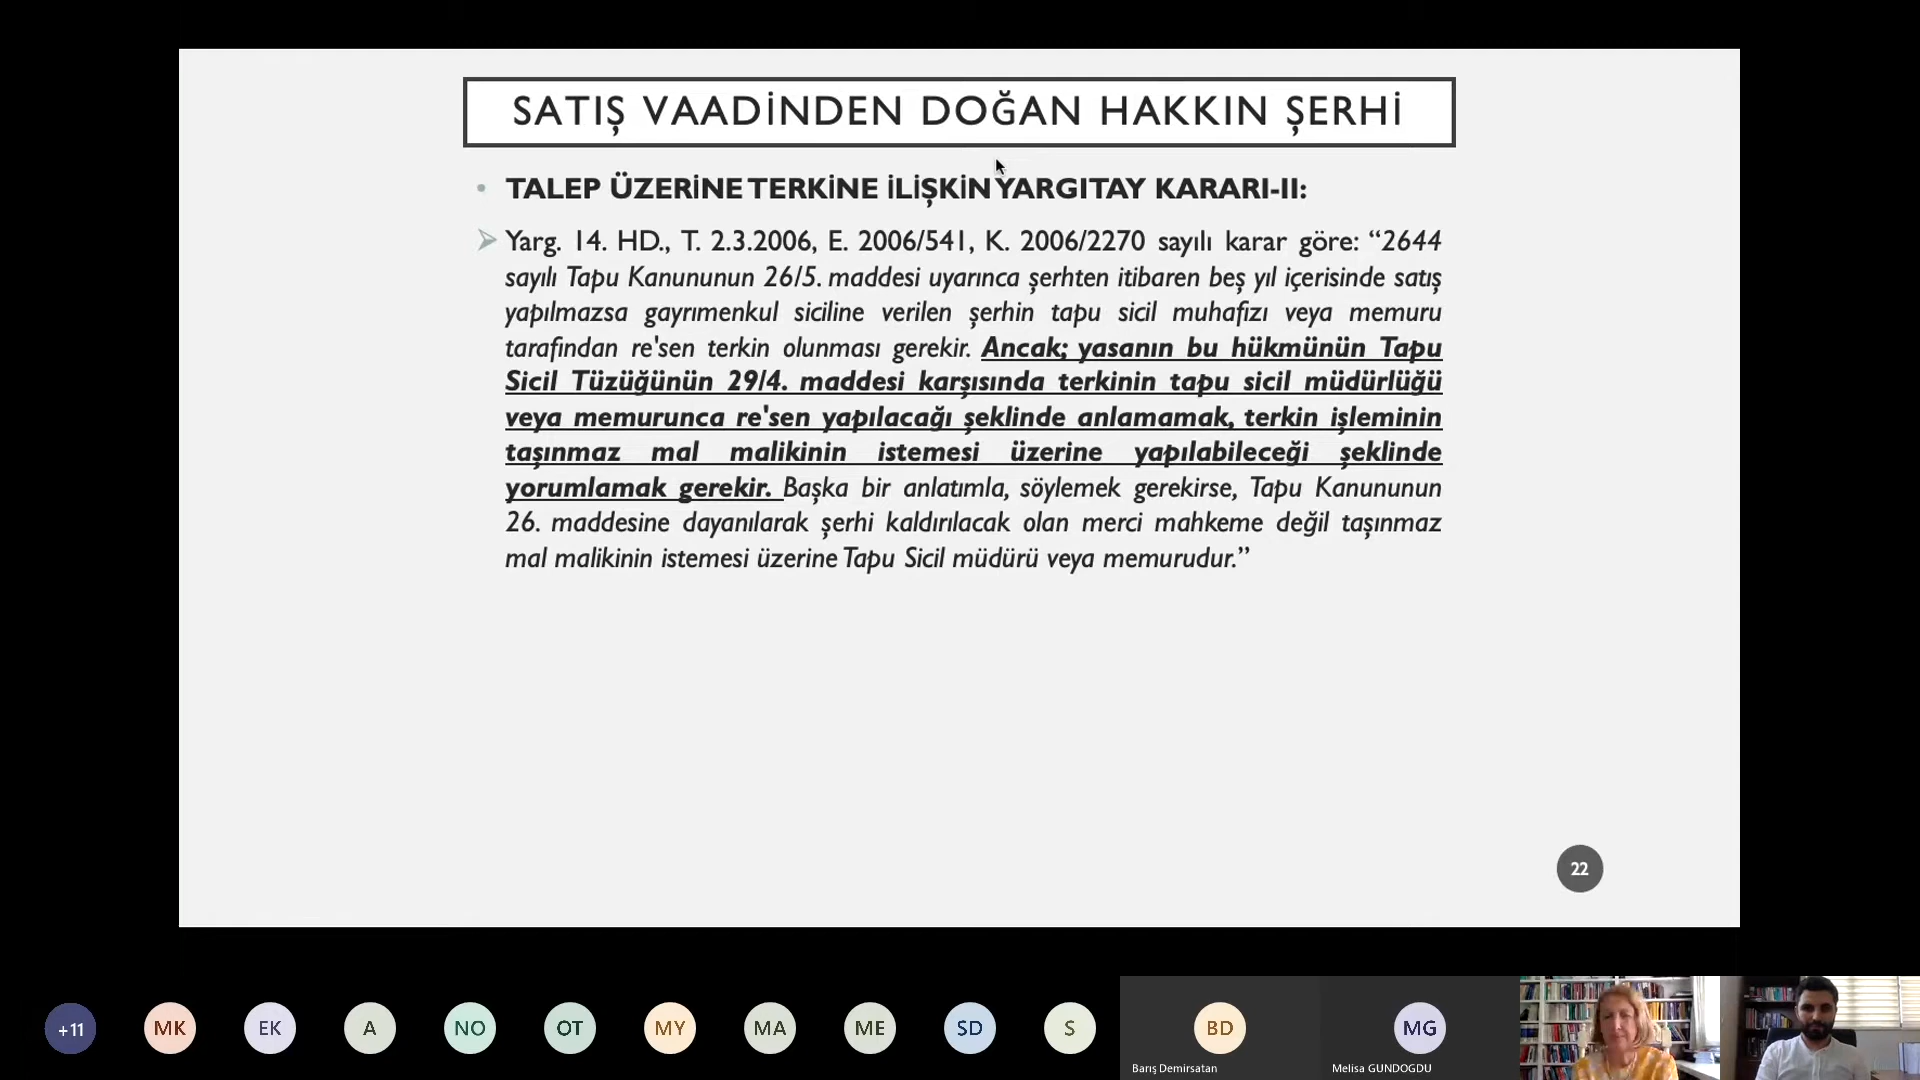 SATIŞ VAADİNDEN DOĞAN HAKKIN ŞERHİ
• TALEP ÜZERİNE TERKİNE İLİŞKİN YARGITAY KARARI-II:
Yarg. 14. HD., T. 2.3.2006, E. 2006/541, K. 2006/2270 sayılı karar göre: “2644
sayılı Tapu Kanununun 26/5. maddesi uyarınca şerhten itibaren beş yıl içerisinde satış
yapılmazsa gayrımenkul siciline verilen şerhin tapu sicil muhafızı veya memuru
tarafından re'sen terkin olunması gerekir. Ancak; yasanın bu hükmünün Tapu
Sicil Tüzüğünün 29/4. maddesi karşısında terkinin tapu sicil müdürlüğü
veya memurunca re'sen yapılacağı şeklinde anlamamak, terkin işleminin
taşınmaz mal malikinin istemesi üzerine yapılabileceği şeklinde
yorumlamak gerekir. Başka bir anlatımla, söylemek gerekirse, Tapu Kanununun
26. maddesine dayanılarak şerhi kaldırılacak olan merci mahkeme değil taşınmaz
mal malikinin istemesi üzerine Tapu Sicil müdürü veya memurudur.”
22
+11 MK EK A NO OT MY MA ME SD S BD MG
Barış Demirsatan Melisa GUNDOGDU